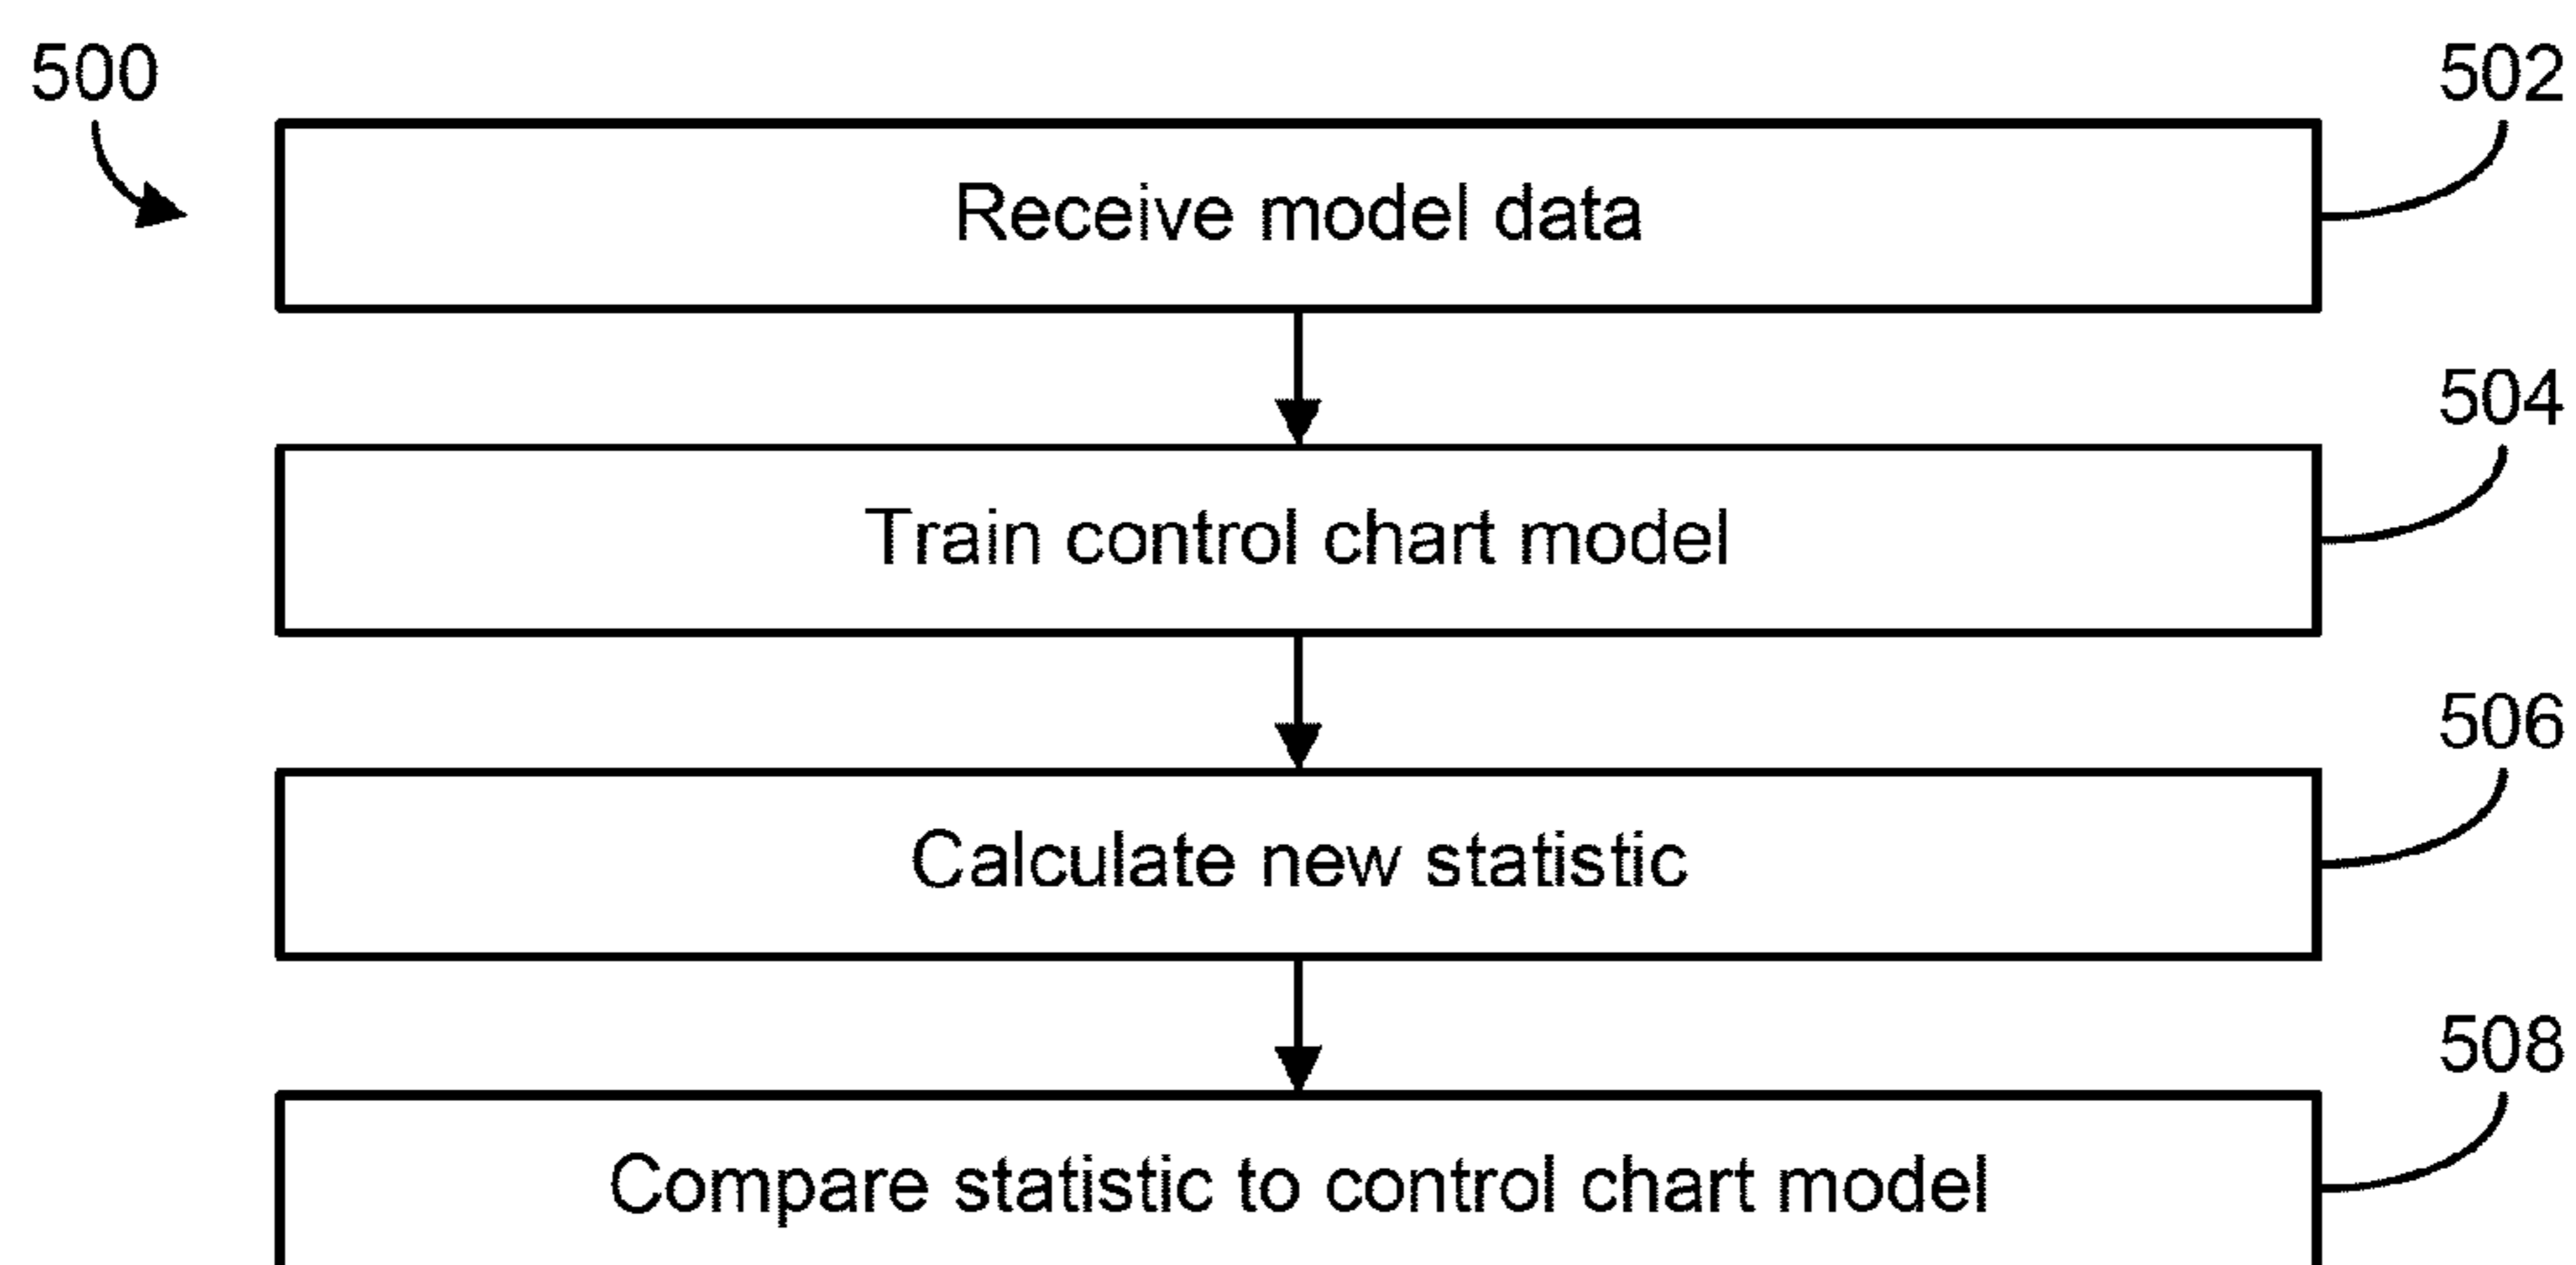 500
502
Receive model data
504
Train control chart model
506
Calculate new statistic
508
Compare statistic to control chart model